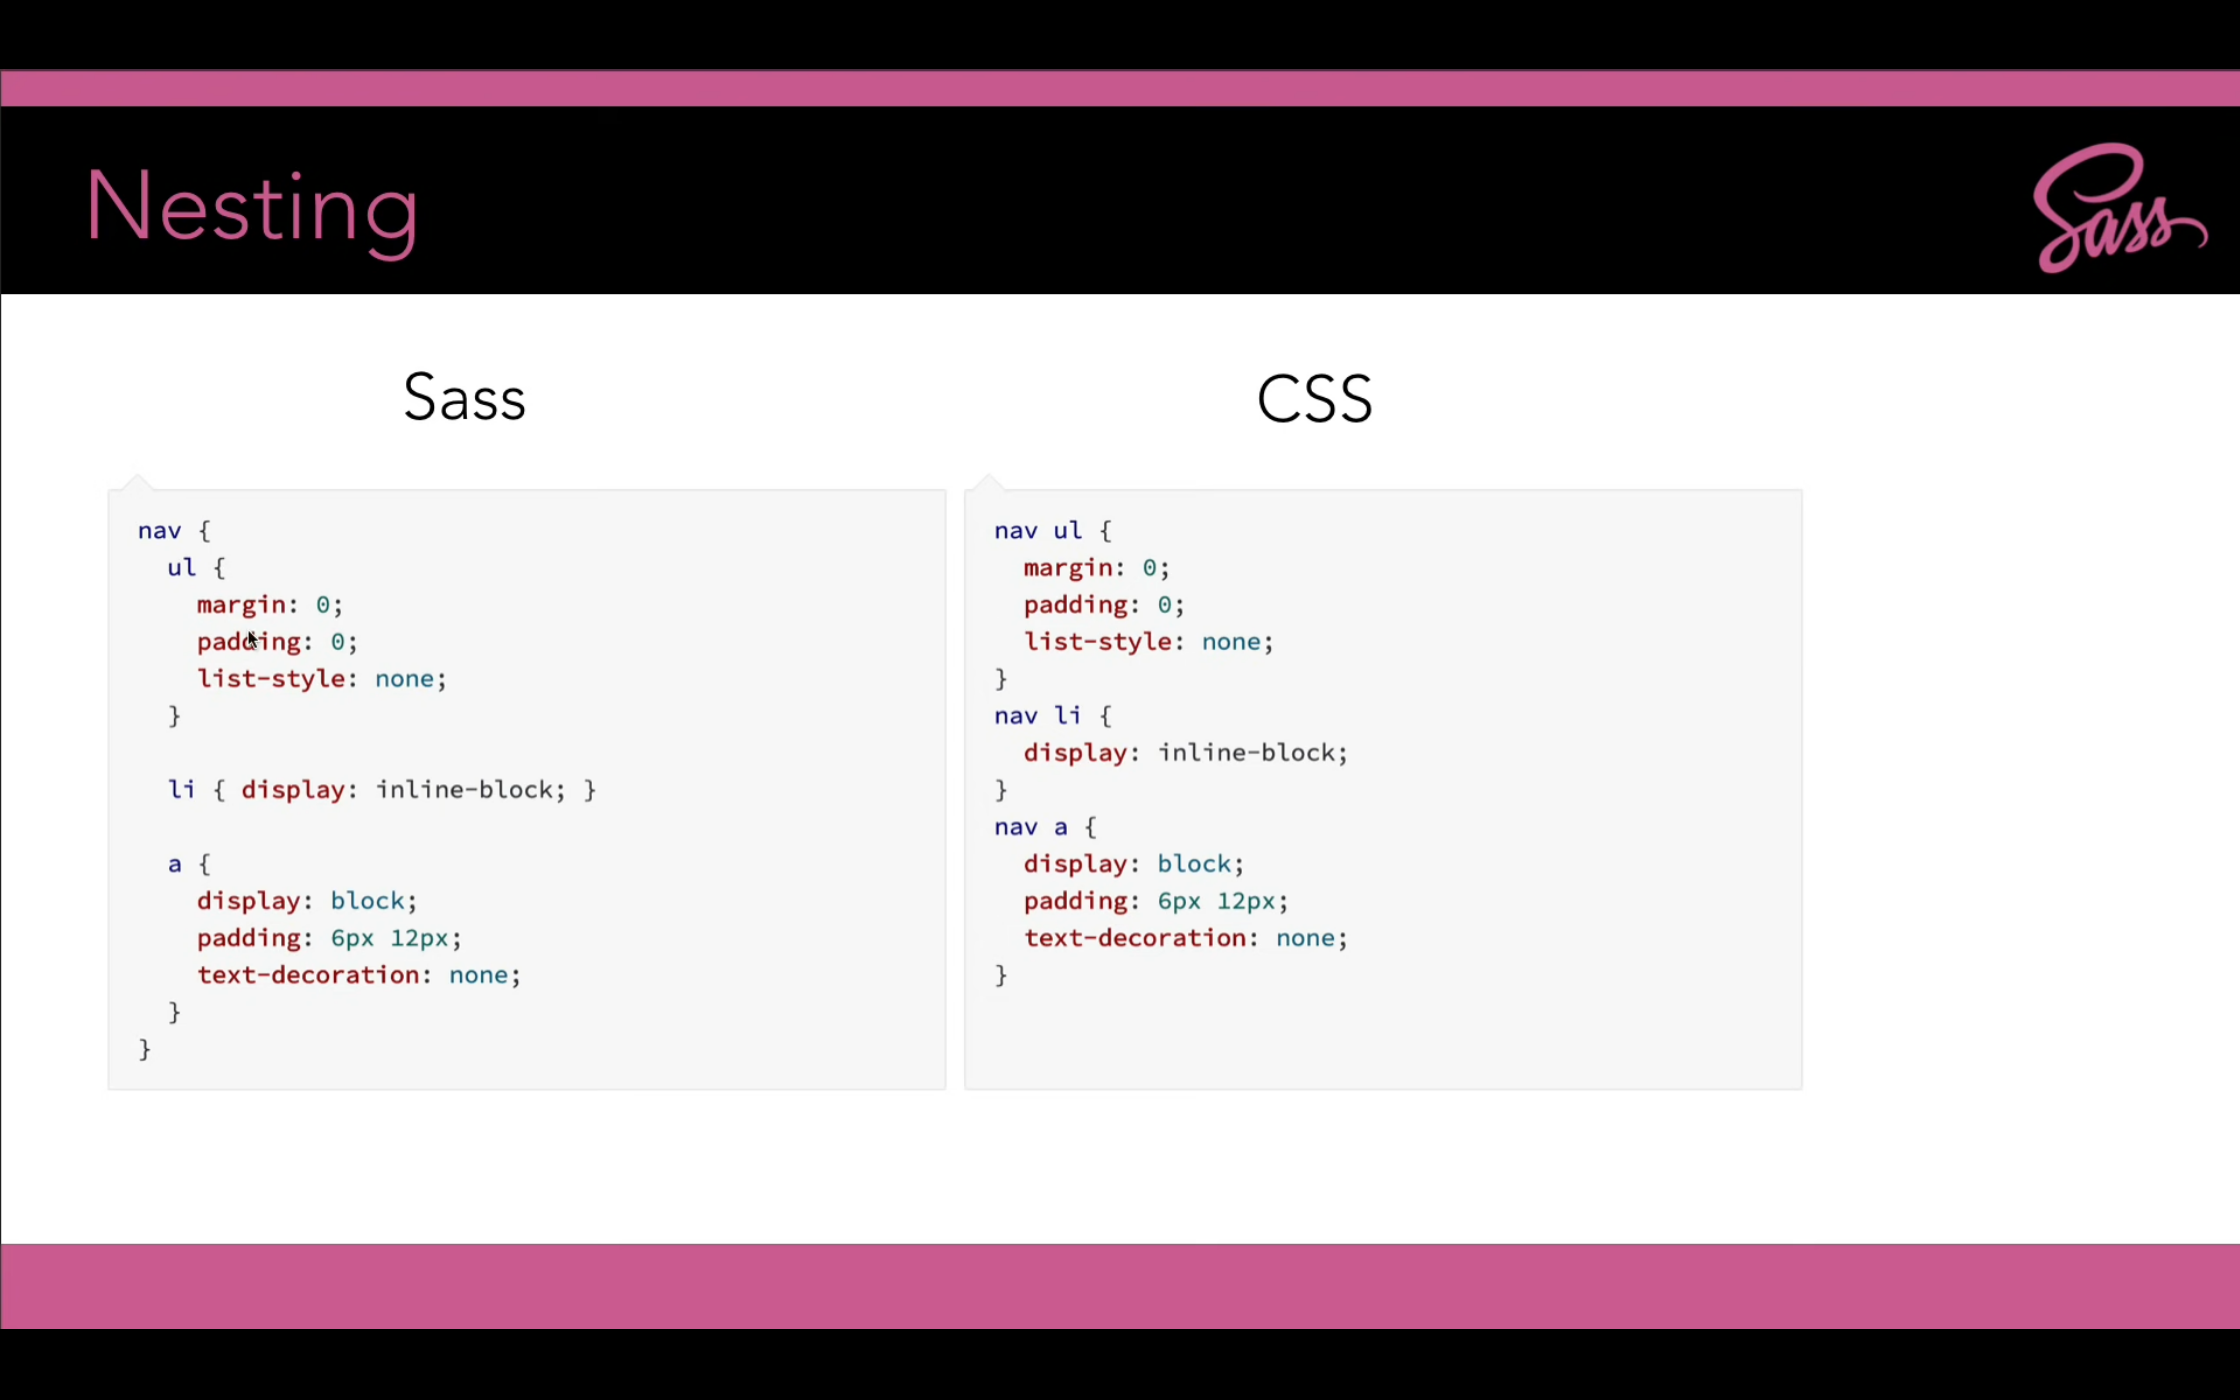 Nesting
Sass
Sass
nav {
  ul {
    margin: 0;
    padding: 0;
    list-style: none;
  }
  li { display: inline-block; }
  a {
    display: block;
    padding: 6px 12px;
    text-decoration: none;
  }
}
CSS
nav ul {
  margin: 0;
  padding: 0;
  list-style: none;
}
nav li {
  display: inline-block;
}
nav a {
  display: block;
  padding: 6px 12px;
  text-decoration: none;
}